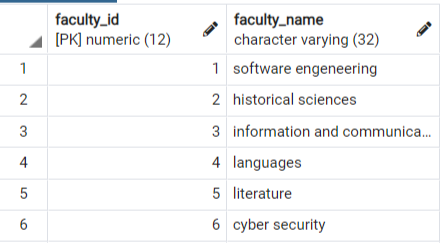 faculty_id faculty_name
[PK] numeric (12) character varying (32)
1 1 software engeneering
2 2 historical sciences
3 3 information and communica...
4 4 languages
5 5 literature
6 6 cyber security